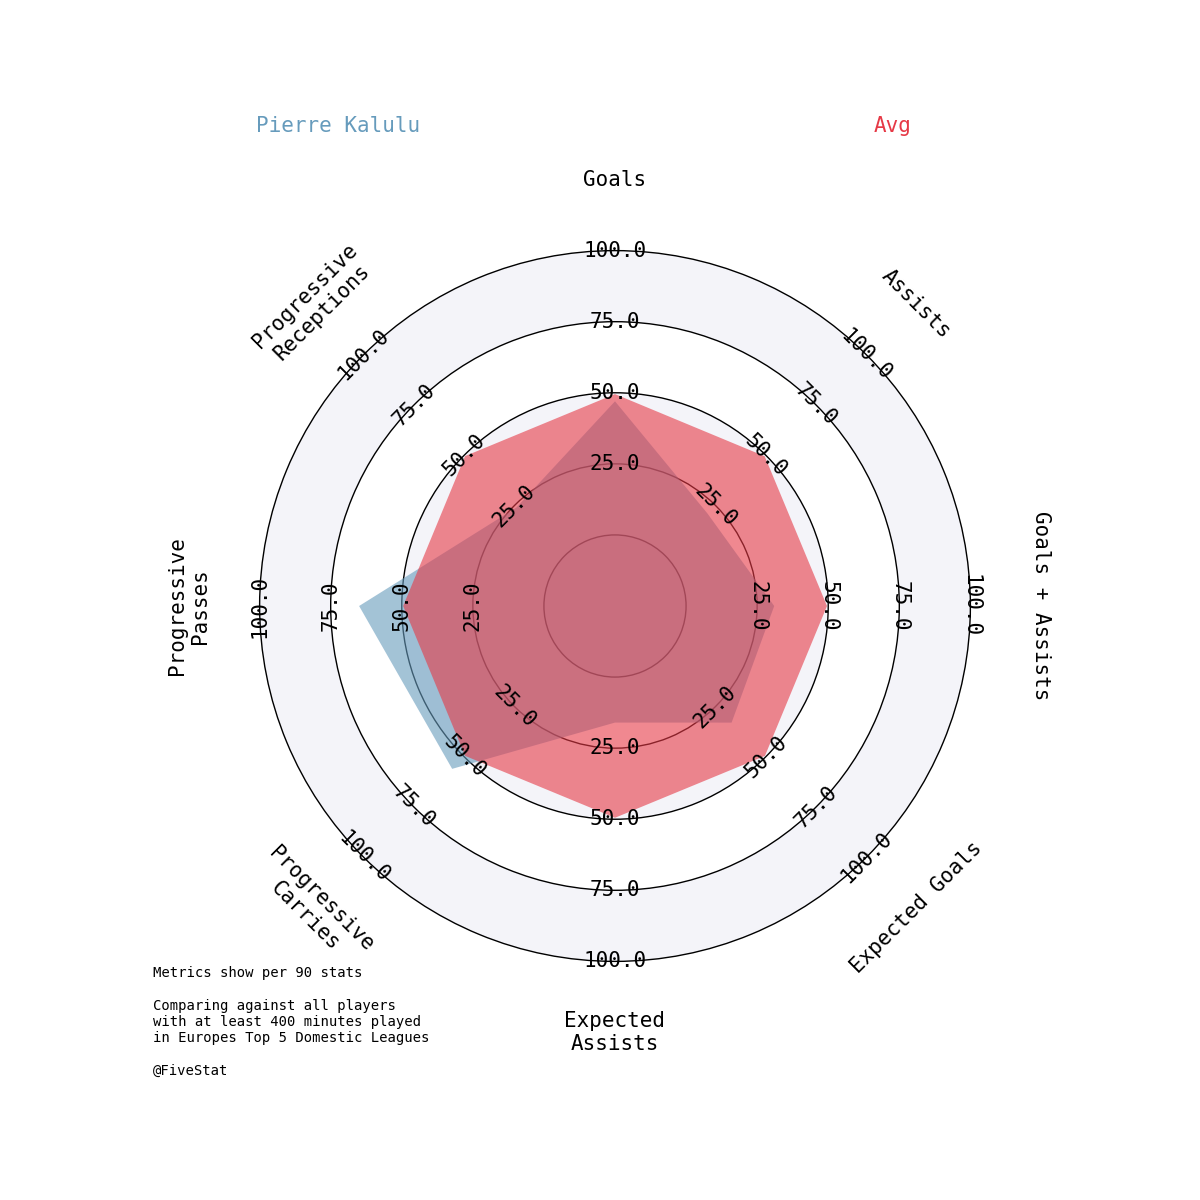 Pierre Kalulu
Avg
Goals
Progressive
Receptions
Assists
100.0
75.0
50.0
25.0
100.0
75.0
50.0
25.0
100.0
75.0
50.0
25.0
Progressive
Passes
100.0
75.0
50.0
25.0
25.0
50.0
75.0
100.0
Goals + Assists
25.0
50.0
75.0
100.0
25.0
50.0
75.0
100.0
25.0
50.0
75.0
100.0
Progressive
Carries
Expected Goals
Expected
Assists
Metrics show per 90 stats
Comparing against all players
with at least 400 minutes played
in Europes Top 5 Domestic Leagues
@FiveStat